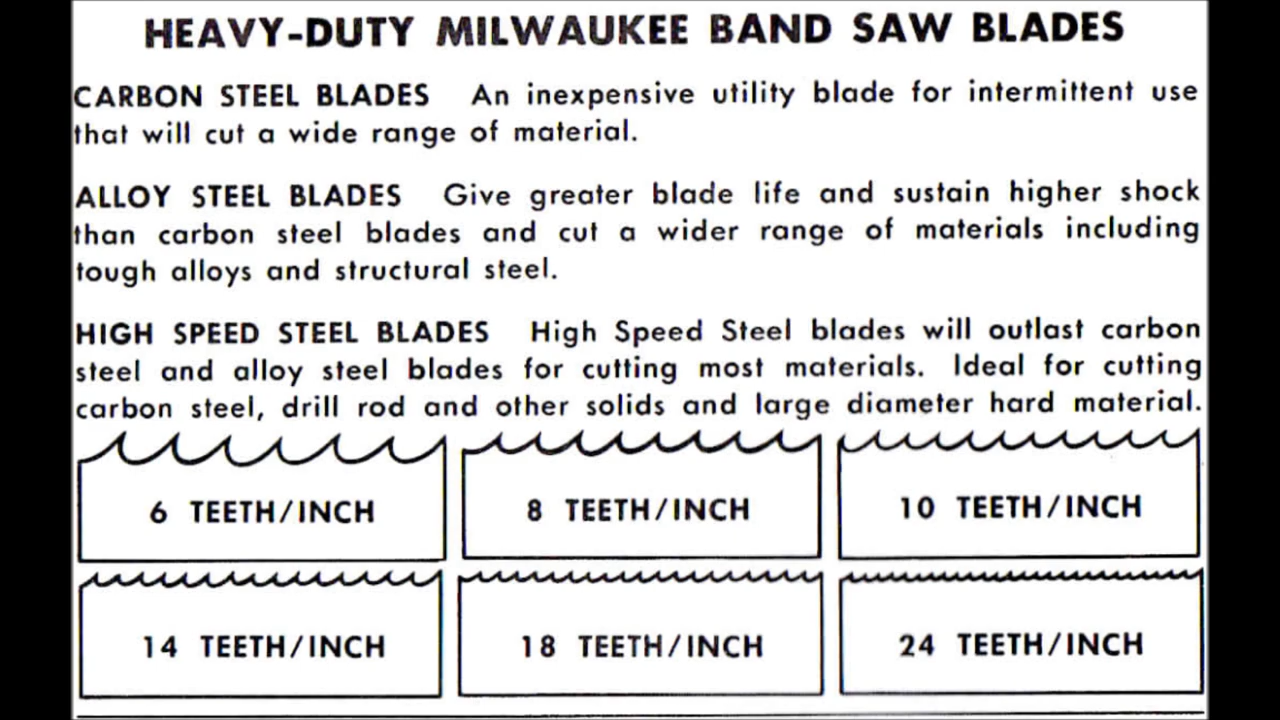 HEAVY-DUTY MILWAUKEE BAND SAW BLADES
CARBON STEEL BLADES An inexpensive utility blade for intermittent use
that will cut a wide range of material.
ALLOY STEEL BLADES Give greater blade life and sustain higher shock
than carbon steel blades and cut a wider range of materials including
tough alloys and structural steel.
HIGH SPEED STEEL BLADES High Speed Steel blades will outlast carbon
steel and alloy steel blades for cutting most materials. Ideal for cutting
carbon steel, drill rod and other solids and large diameter hard material.
6 TEETH/INCH
8 TEETH/INCH
10 TEETH/INCH
14 TEETH/INCH
18 TEETH/INCH
24 TEETH/INCH